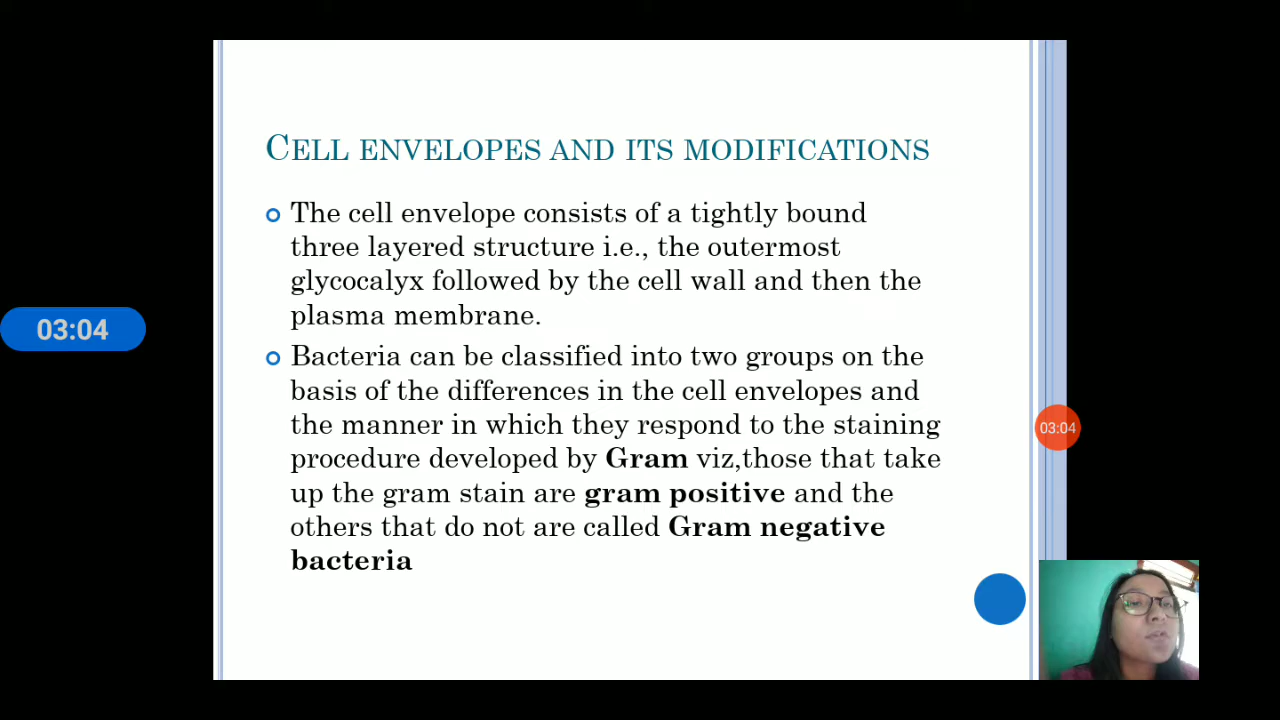 CELL ENVELOPES AND ITS MODIFICATIONS
The cell envelope consists of a tightly bound
three layered structure i.e., the outermost
glycocalyx followed by the cell wall and then the
plasma membrane.
Bacteria can be classified into two groups on the
basis of the differences in the cell envelopes and
the manner in which they respond to the staining
procedure developed by Gram viz,those that take
up the gram stain are gram positive and the
others that do not are called Gram negative
bacteria
03:04
03:04